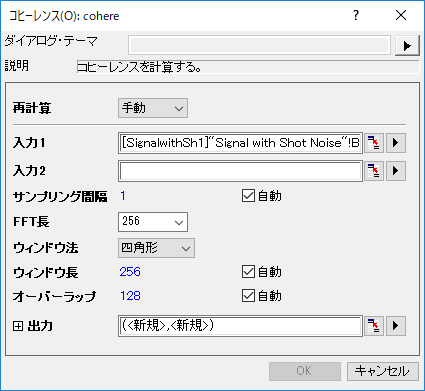 コヒーレンス(O): cohere
ダイアログ・テーマ
説明 コヒーレンスを計算する。
再計算 手動
入力1 [SignalwithSh1]"Signal with Shot Noise"!B
入力2
サンプリング間隔 1 自動
FFT長 256
ウィンドウ法 四角形
ウィンドウ長 256 自動
オーバーラップ 128 自動
出力 (<新規>,<新規>)
OK キャンセル